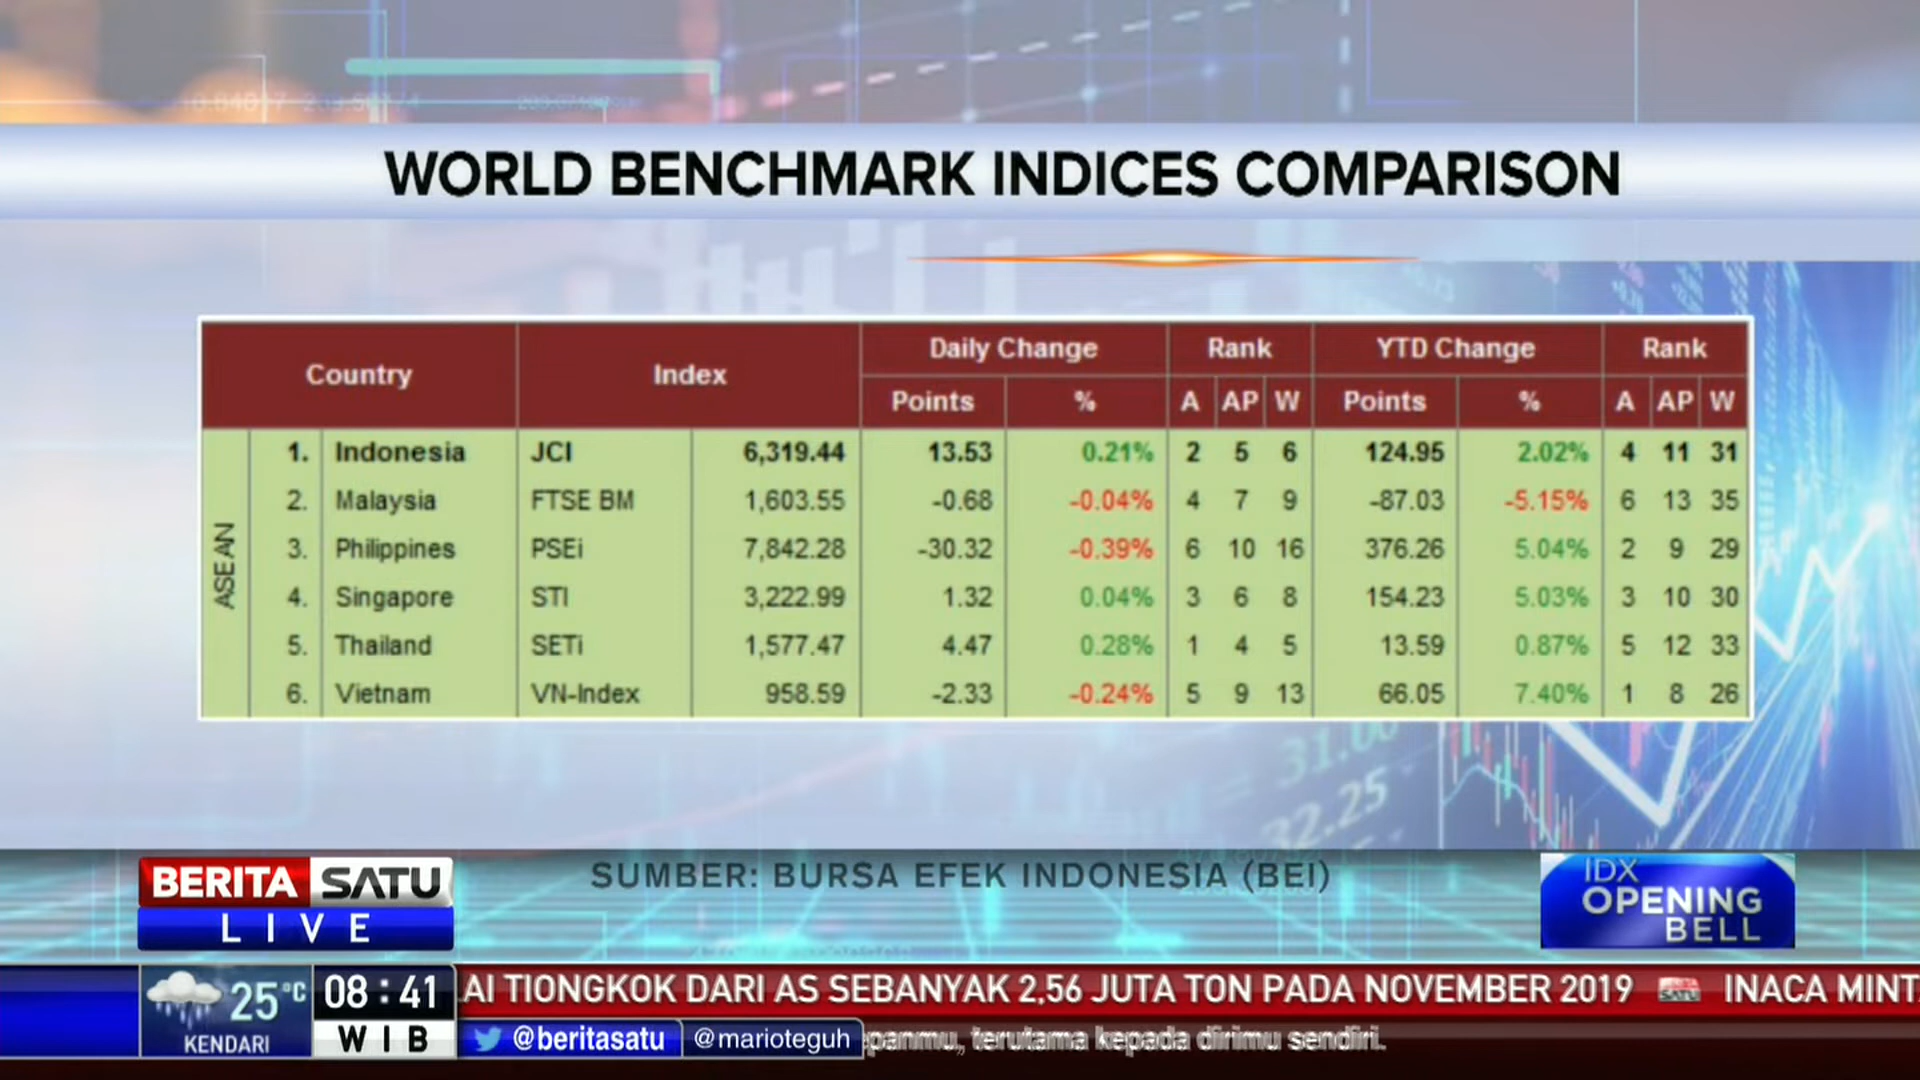 WORLD BENCHMARK INDICES COMPARISON
Country Index Daily Change Rank YTD Change Rank
Points % A AP W Points % A AP W
ASEAN
1. Indonesia JCI 6,319.44 13.53 0.21% 2 5 6 124.95 2.02% 4 11 31
2. Malaysia FTSE BM 1,603.55 -0.68 -0.04% 4 7 9 -87.03 -5.15% 6 13 35
3. Philippines PSEi 7,842.28 -30.32 -0.39% 6 10 16 376.26 5.04% 2 9 29
4. Singapore STI 3,222.99 1.32 0.04% 3 6 8 154.23 5.03% 3 10 30
5. Thailand SETi 1,577.47 4.47 0.28% 1 4 5 13.59 0.87% 5 12 33
6. Vietnam VN-Index 958.59 -2.33 -0.24% 5 9 13 66.05 7.40% 1 8 26
31.00
32.25
BERITA SATU
LIVE
SUMBER: BURSA EFEK INDONESIA (BEI)
IDX
OPENING
BELL
25°C
KENDARI
08:41
WIB
LAI TIONGKOK DARI AS SEBANYAK 2,56 JUTA TON PADA NOVEMBER 2019 INACA MINT
@beritasatu @marioteguh epanmu, terutama kepada dirimu sendiri.